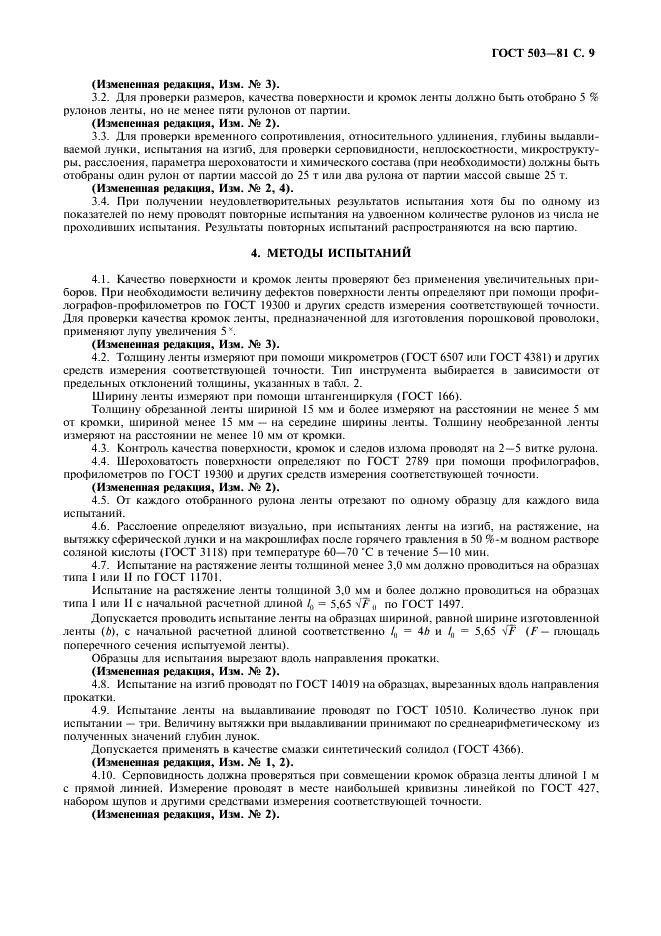 ГОСТ 503—81 С. 9
(Измененная редакция, Изм. № 3).
3.2. Для проверки размеров, качества поверхности и кромок ленты должно быть отобрано 5 %
рулонов ленты, но не менее пяти рулонов от партии.
(Измененная редакция, Изм. № 2).
3.3. Для проверки временного сопротивления, относительного удлинения, глубины выдавли-
ваемой лунки, испытания на изгиб, для проверки серповидности, неплоскостности, микрострукту-
ры, расслоения, параметра шероховатости и химического состава (при необходимости) должны быть
отобраны один рулон от партии массой до 25 т или два рулона от партии массой свыше 25 т.
(Измененная редакция, Изм. № 2, 4).
3.4. При получении неудовлетворительных результатов испытания хотя бы по одному из
показателей по нему проводят повторные испытания на удвоенном количестве рулонов из числа не
проходивших испытания. Результаты повторных испытаний распространяются на всю партию.
4. МЕТОДЫ ИСПЫТАНИЙ
4.1. Качество поверхности и кромок ленты проверяют без применения увеличительных при-
боров. При необходимости величину дефектов поверхности ленты определяют при помощи профи-
лографов-профилометров по ГОСТ 19300 и других средств измерения соответствующей точности.
Для проверки качества кромок ленты, предназначенной для изготовления порошковой проволоки,
применяют лупу увеличения 5×.
(Измененная редакция, Изм. № 3).
4.2. Толщину ленты измеряют при помощи микрометров (ГОСТ 6507 или ГОСТ 4381) и других
средств измерения соответствующей точности. Тип инструмента выбирается в зависимости от
предельных отклонений толщины, указанных в табл. 2.
Ширину ленты измеряют при помощи штангенциркуля (ГОСТ 166).
Толщину обрезанной ленты шириной 15 мм и более измеряют на расстоянии не менее 5 мм
от кромки, шириной менее 15 мм — на середине ширины ленты. Толщину необрезанной ленты
измеряют на расстоянии не менее 10 мм от кромки.
4.3. Контроль качества поверхности, кромок и следов излома проводят на 2—5 витке рулона.
4.4. Шероховатость поверхности определяют по ГОСТ 2789 при помощи профилографов,
профилометров по ГОСТ 19300 и других средств измерения соответствующей точности.
(Измененная редакция, Изм. № 2).
4.5. От каждого отобранного рулона ленты отрезают по одному образцу для каждого вида
испытаний.
4.6. Расслоение определяют визуально, при испытаниях ленты на изгиб, на растяжение, на
вытяжку сферической лунки и на макрошлифах после горячего травления в 50 %-м водном растворе
соляной кислоты (ГОСТ 3118) при температуре 60—70 °С в течение 5—10 мин.
4.7. Испытание на растяжение ленты толщиной менее 3,0 мм должно проводиться на образцах
типа I или II по ГОСТ 11701.
Испытание на растяжение ленты толщиной 3,0 мм и более должно проводиться на образцах
типа I или II с начальной расчетной длиной l₀ = 5,65 √F₀ по ГОСТ 1497.
Допускается проводить испытание ленты на образцах шириной, равной ширине изготовленной
ленты (b), с начальной расчетной длиной соответственно l₀ = 4b и l₀ = 5,65 √F (F — площадь
поперечного сечения испытуемой ленты).
Образцы для испытания вырезают вдоль направления прокатки.
(Измененная редакция, Изм. № 2).
4.8. Испытание на изгиб проводят по ГОСТ 14019 на образцах, вырезанных вдоль направления
прокатки.
4.9. Испытание ленты на выдавливание проводят по ГОСТ 10510. Количество лунок при
испытании — три. Величину вытяжки при выдавливании принимают по среднеарифметическому из
полученных значений глубин лунок.
Допускается применять в качестве смазки синтетический солидол (ГОСТ 4366).
(Измененная редакция, Изм. № 1, 2).
4.10. Серповидность должна проверяться при совмещении кромок образца ленты длиной 1 м
с прямой линией. Измерение проводят в месте наибольшей кривизны линейкой по ГОСТ 427,
набором щупов и другими средствами измерения соответствующей точности.
(Измененная редакция, Изм. № 2).